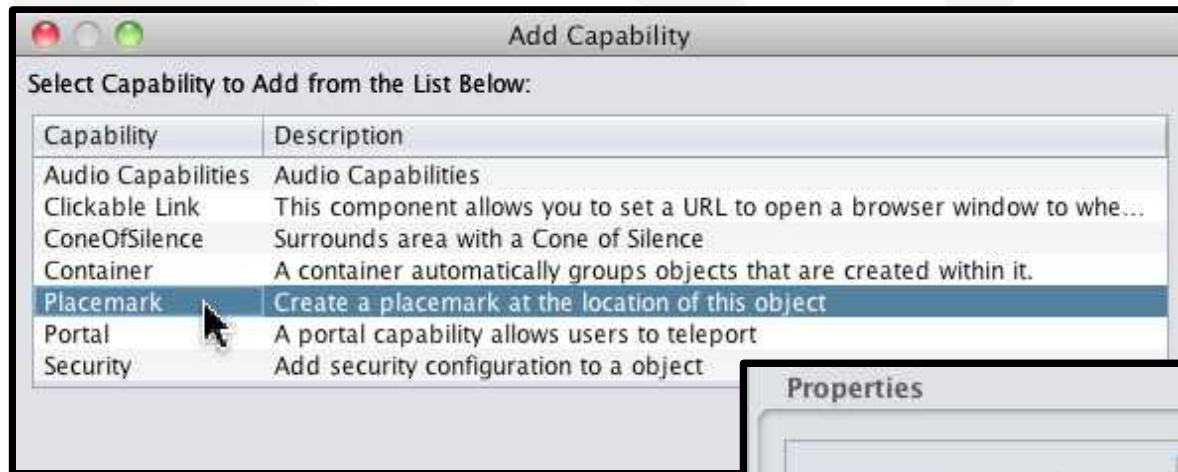 Add Capability
Select Capability to Add from the List Below:
Capability Description
Audio Capabilities Audio Capabilities
Clickable Link This component allows you to set a URL to open a browser window to whe...
ConeOfSilence Surrounds area with a Cone of Silence
Container A container automatically groups objects that are created within it.
Placemark Create a placemark at the location of this object
Portal A portal capability allows users to teleport
Security Add security configuration to a object
Properties